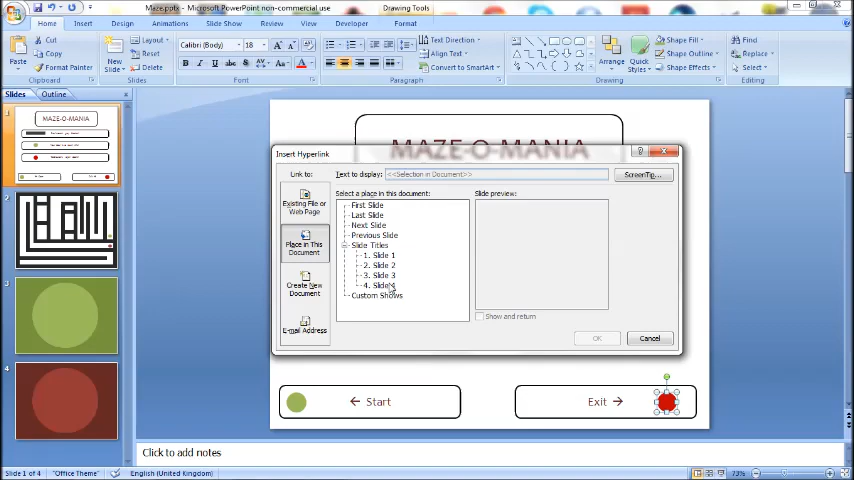 Maze.pptx - Microsoft PowerPoint non-commercial use
Drawing Tools
Home Insert Design Animations Slide Show Review View Developer Format
Paste
Cut
Copy
Format Painter
Clipboard
New Slide
Layout
Reset
Delete
Slides
Calibri (Body) 18
Font
Text Direction
Align Text
Convert to SmartArt
Paragraph
Arrange
Quick Styles
Shape Fill
Shape Outline
Shape Effects
Drawing
Find
Replace
Select
Editing
Slides Outline
1
MAZE-O-MANIA
2
3
4
MAZE-O-MANIA
Insert Hyperlink
Link to:
Text to display: <<Selection in Document>>
ScreenTip...
Existing File or Web Page
Place in This Document
Create New Document
E-mail Address
Select a place in this document:
First Slide
Last Slide
Next Slide
Previous Slide
Slide Titles
1. Slide 1
2. Slide 2
3. Slide 3
4. Slide 4
Custom Shows
Slide preview:
Show and return
OK
Cancel
← Start
Exit →
Click to add notes
Slide 1 of 4 "Office Theme" English (United Kingdom) 73%